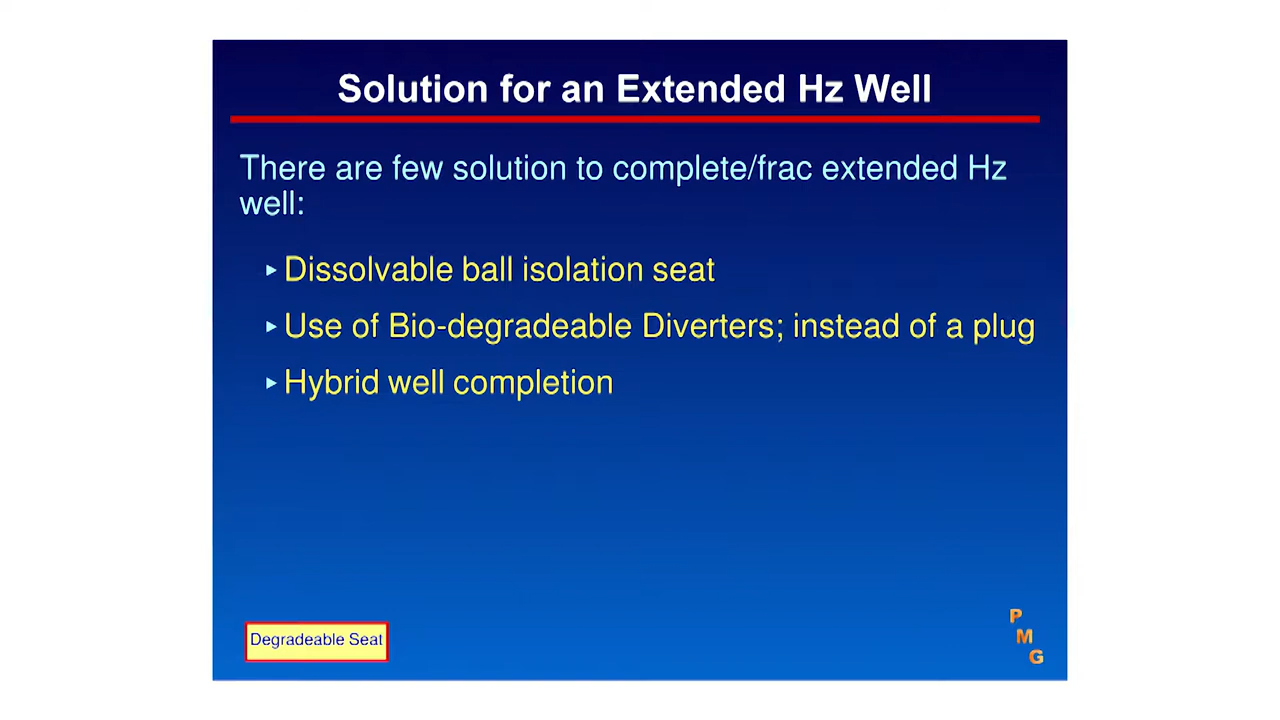 Solution for an Extended Hz Well
There are few solution to complete/frac extended Hz
well:
▸Dissolvable ball isolation seat
▸Use of Bio-degradeable Diverters; instead of a plug
▸Hybrid well completion
Degradeable Seat
P
M
G